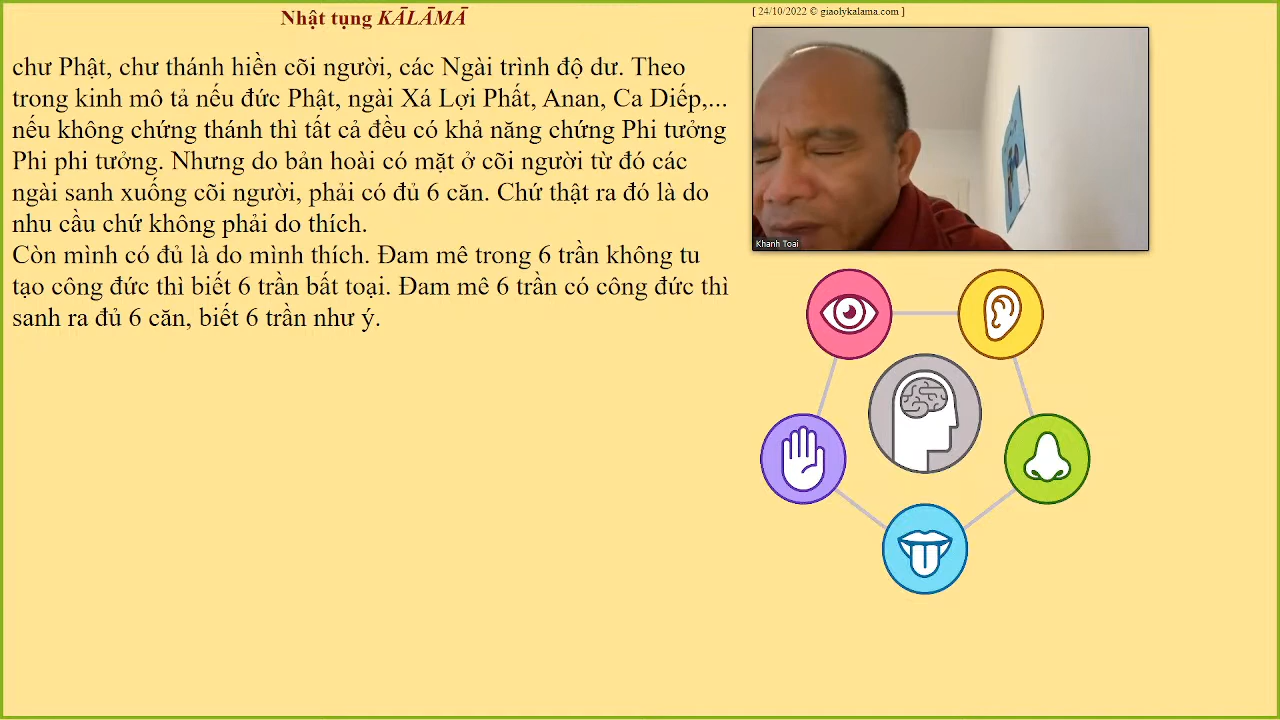 Nhật tụng KĀLĀMĀ
[ 24/10/2022 © giaolykalama.com ]
chư Phật, chư thánh hiền cõi người, các Ngài trình độ dư. Theo
trong kinh mô tả nếu đức Phật, ngài Xá Lợi Phất, Anan, Ca Diếp,...
nếu không chứng thánh thì tất cả đều có khả năng chứng Phi tưởng
Phi phi tưởng. Nhưng do bản hoài có mặt ở cõi người từ đó các
ngài sanh xuống cõi người, phải có đủ 6 căn. Chứ thật ra đó là do
nhu cầu chứ không phải do thích.
Còn mình có đủ là do mình thích. Đam mê trong 6 trần không tu
tạo công đức thì biết 6 trần bất toại. Đam mê 6 trần có công đức thì
sanh ra đủ 6 căn, biết 6 trần như ý.
Khanh Toai